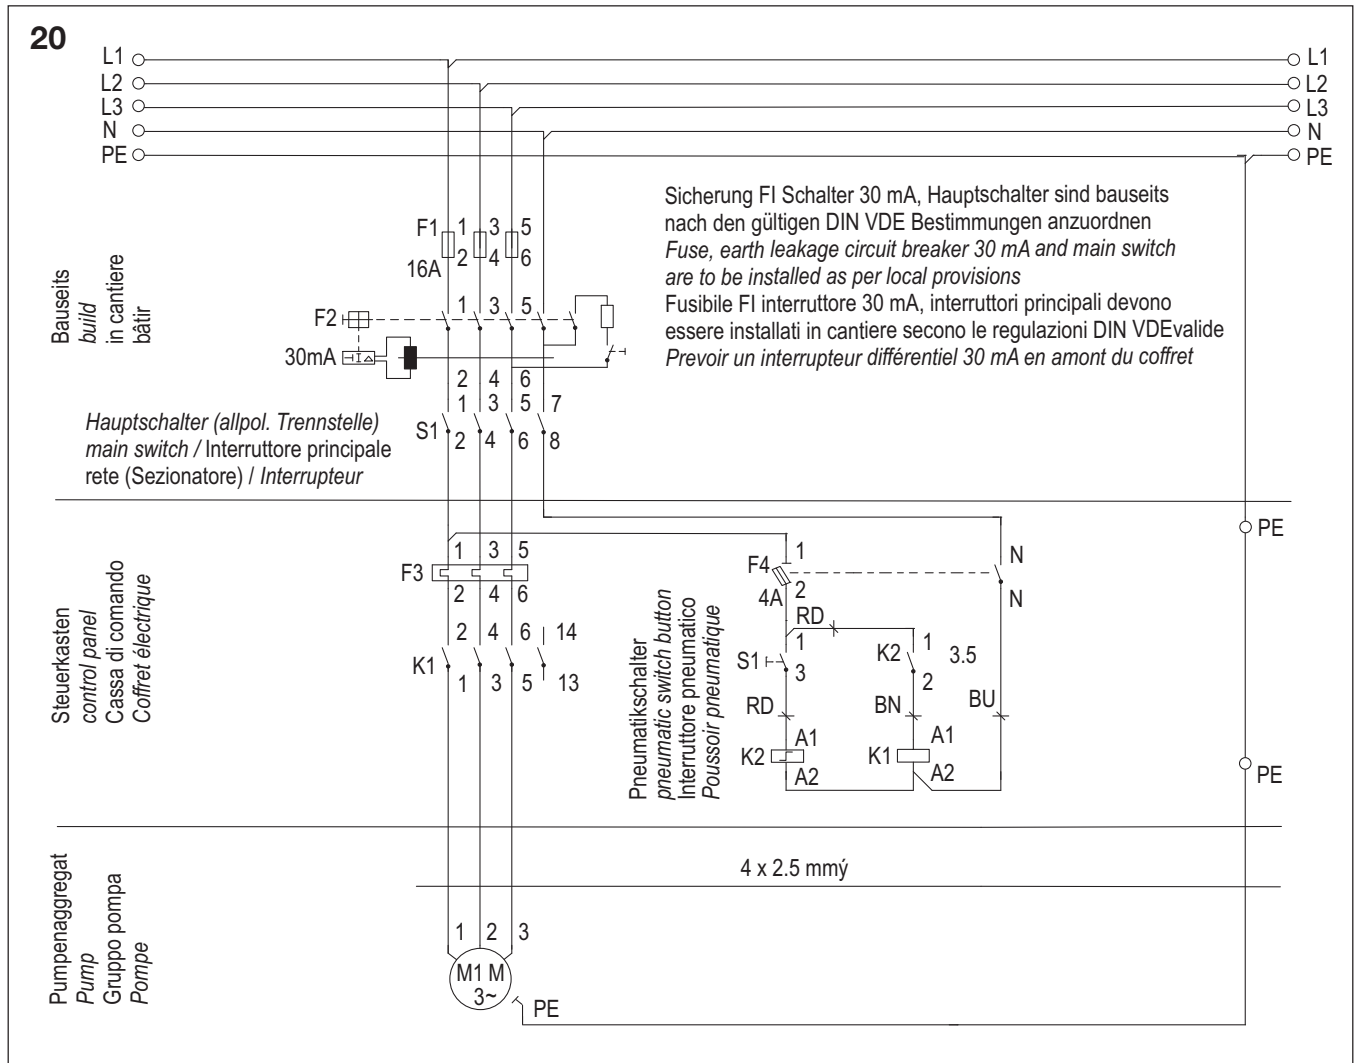 20
L1 L1
L2 L2
L3 L3
N N
PE PE
Sicherung FI Schalter 30 mA, Hauptschalter sind bauseits
nach den gültigen DIN VDE Bestimmungen anzuordnen
Fuse, earth leakage circuit breaker 30 mA and main switch
are to be installed as per local provisions
Fusibile FI interruttore 30 mA, interruttori principali devono
essere installati in cantiere secono le regulazioni DIN VDEvalide
Prevoir un interrupteur différentiel 30 mA en amont du coffret
Bauseits
build
in cantiere
bâtir
F1 1 3 5
16A 2 4 6
F2 1 3 5
30mA
2 4 6
1 3 5 7
S1 2 4 6 8
Hauptschalter (allpol. Trennstelle)
main switch / Interruttore principale
rete (Sezionatore) / Interrupteur
PE
Steuerkasten
control panel
Cassa di comando
Coffret électrique
1 3 5
F3
2 4 6
2 4 6 14
K1
1 3 5 13
Pneumatikschalter
pneumatic switch button
Interruttore pneumatico
Poussoir pneumatique
1 N
F4
4A 2 N
RD
1 1
S1 K2 3.5
3 2
RD BN BU
A1 A1
K2 K1
A2 A2
PE
Pumpenaggregat
Pump
Gruppo pompa
Pompe
4 x 2.5 mmý
1 2 3
M1 M
3~
PE